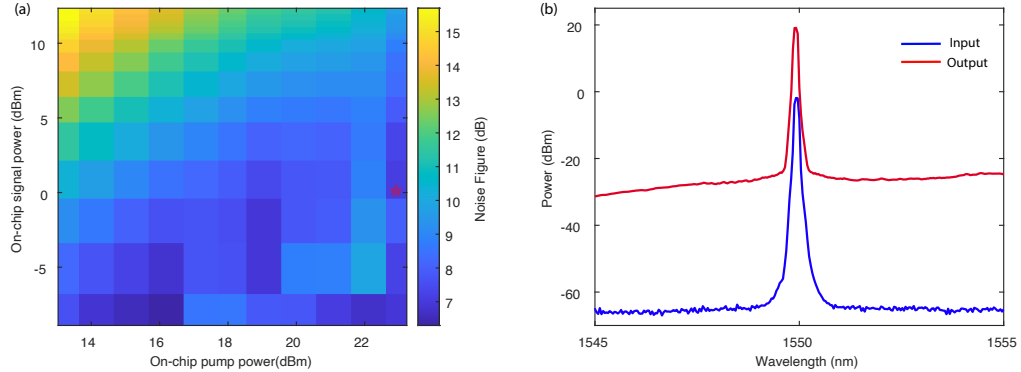 (a)
On-chip siignal power (dBm)
10
5
0
-5
14
16
18
20
22
On-chip pump power(dBm)
15
14
13
12
11
10
9
8
7
Noise Figure (dB)
(b)
Power (dBm)
20
0
-20
-40
-60
1545
1550
1555
Wavelength (nm)
Input
Output